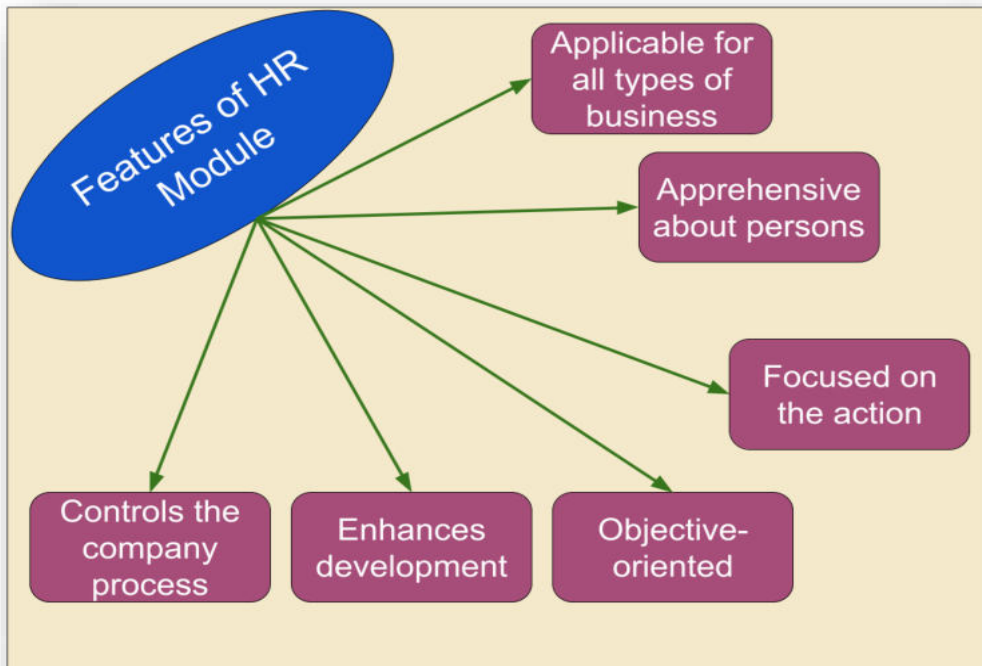 Features of HR
Module
Applicable for
all types of
business
Apprehensive
about persons
Focused on
the action
Controls the
company
process
Enhances
development
Objective-
oriented